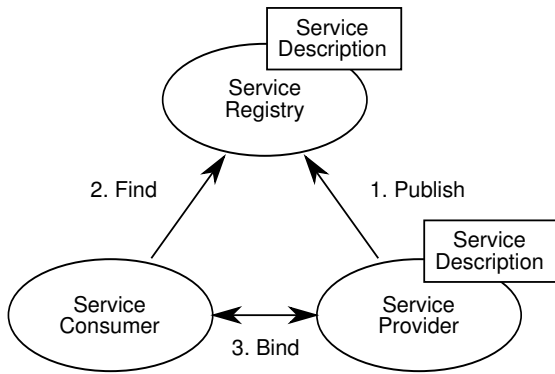 Service
Description
Service
Registry
2. Find
1. Publish
Service
Description
Service
Consumer
Service
Provider
3. Bind